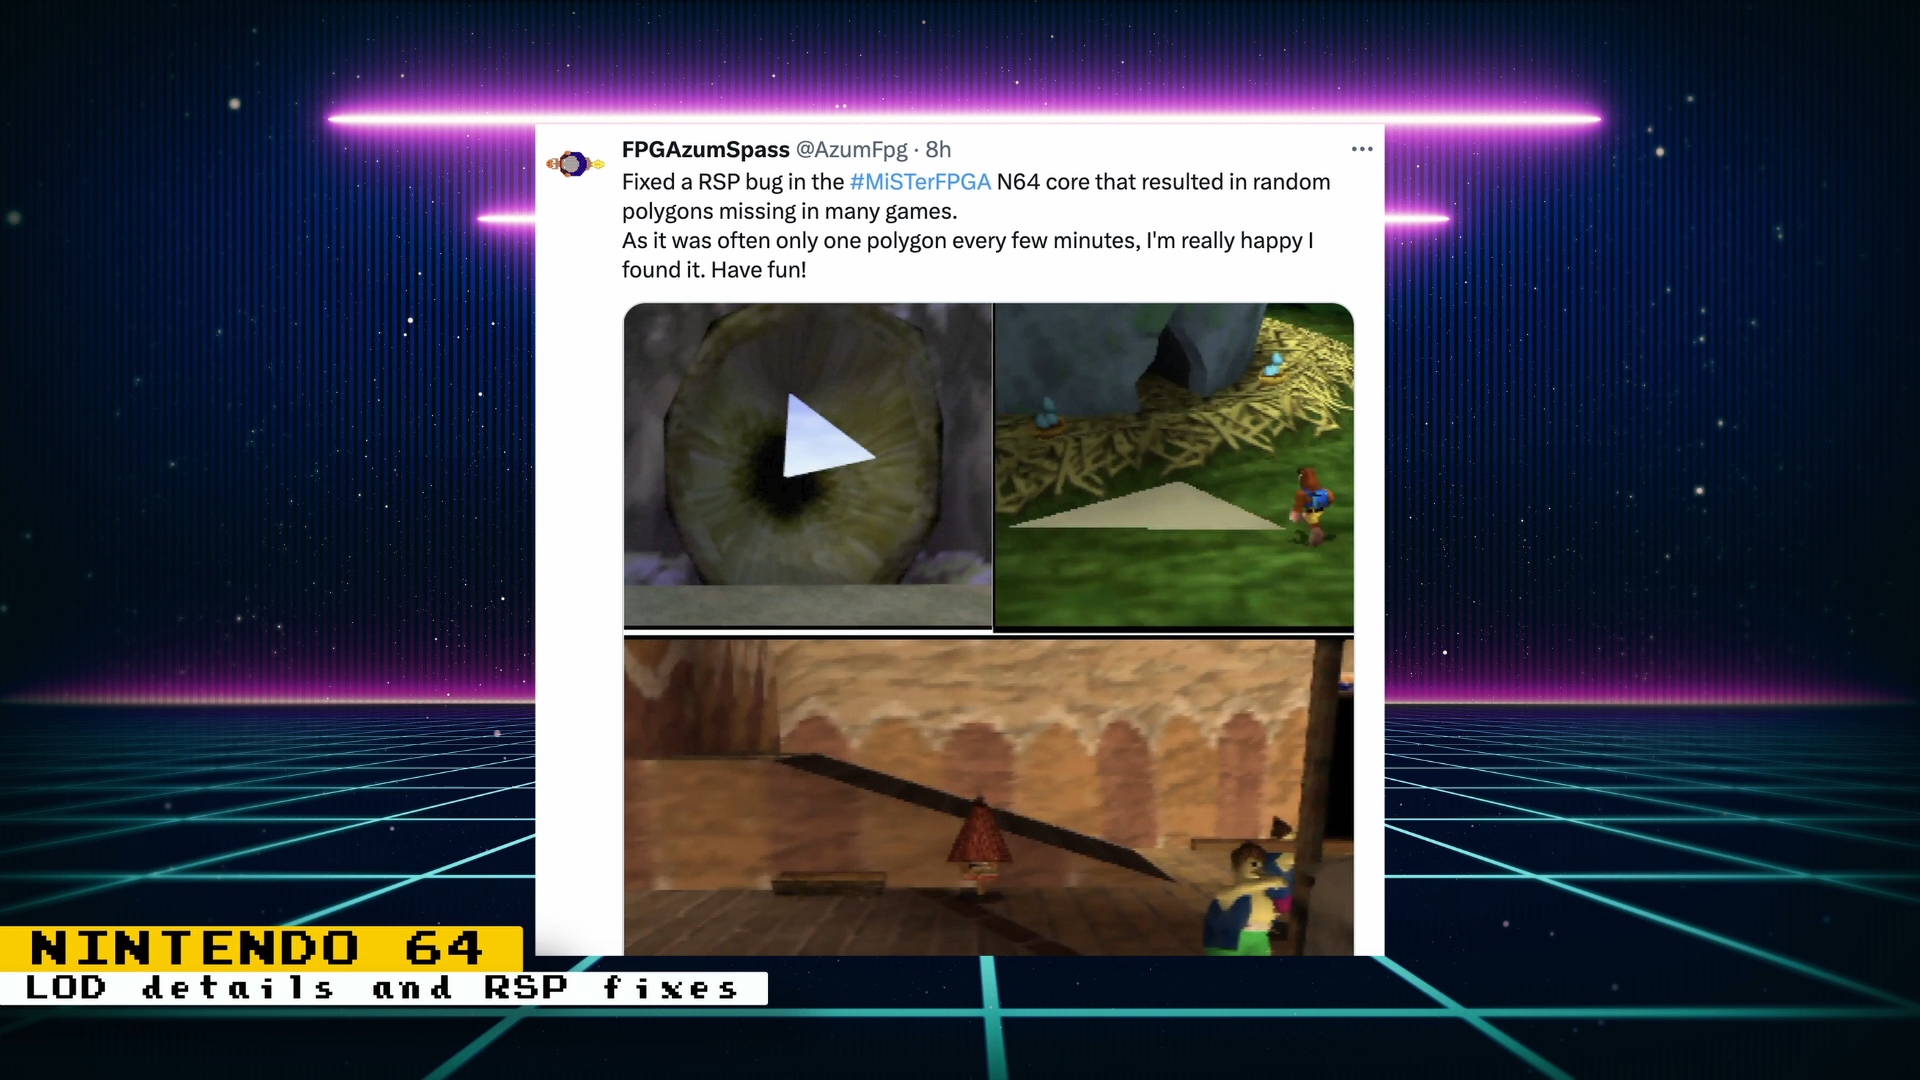 FPGAzumSpass @AzumFpg · 8h
Fixed a RSP bug in the #MiSTerFPGA N64 core that resulted in random
polygons missing in many games.
As it was often only one polygon every few minutes, I'm really happy I
found it. Have fun!
NINTENDO 64
LOD details and RSP fixes